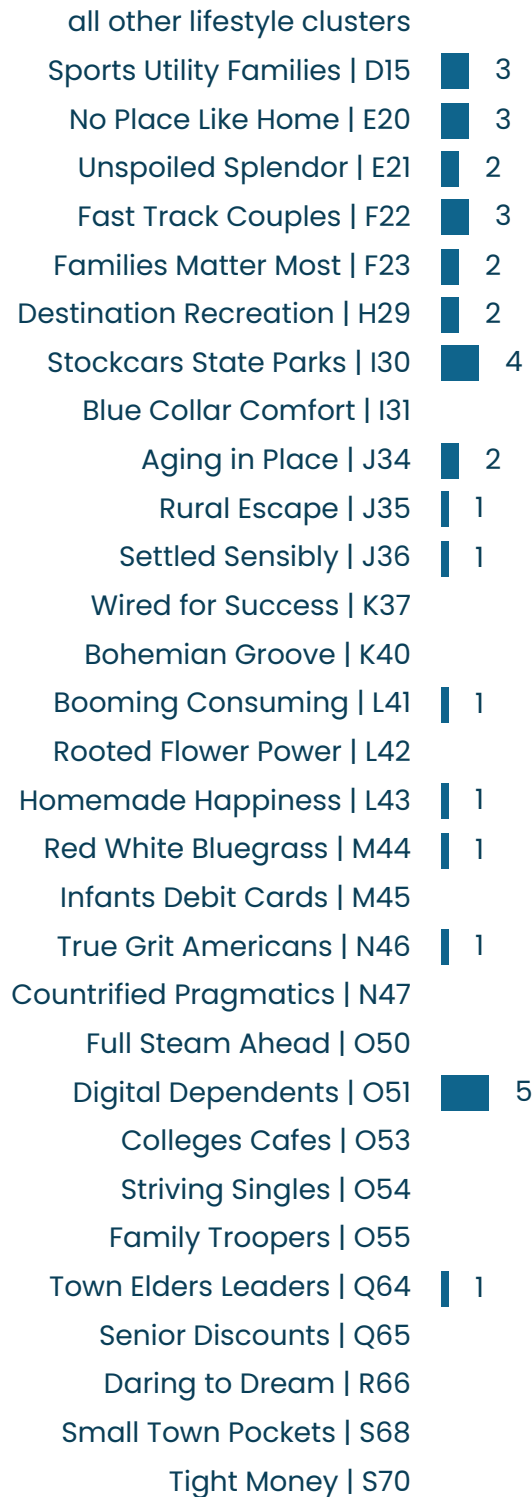 all other lifestyle clusters
Sports Utility Families | D15 3
No Place Like Home | E20 3
Unspoiled Splendor | E21 2
Fast Track Couples | F22 3
Families Matter Most | F23 2
Destination Recreation | H29 2
Stockcars State Parks | I30 4
Blue Collar Comfort | I31
Aging in Place | J34 2
Rural Escape | J35 1
Settled Sensibly | J36 1
Wired for Success | K37
Bohemian Groove | K40
Booming Consuming | L41 1
Rooted Flower Power | L42
Homemade Happiness | L43 1
Red White Bluegrass | M44 1
Infants Debit Cards | M45
True Grit Americans | N46 1
Countrified Pragmatics | N47
Full Steam Ahead | O50
Digital Dependents | O51 5
Colleges Cafes | O53
Striving Singles | O54
Family Troopers | O55
Town Elders Leaders | Q64 1
Senior Discounts | Q65
Daring to Dream | R66
Small Town Pockets | S68
Tight Money | S70